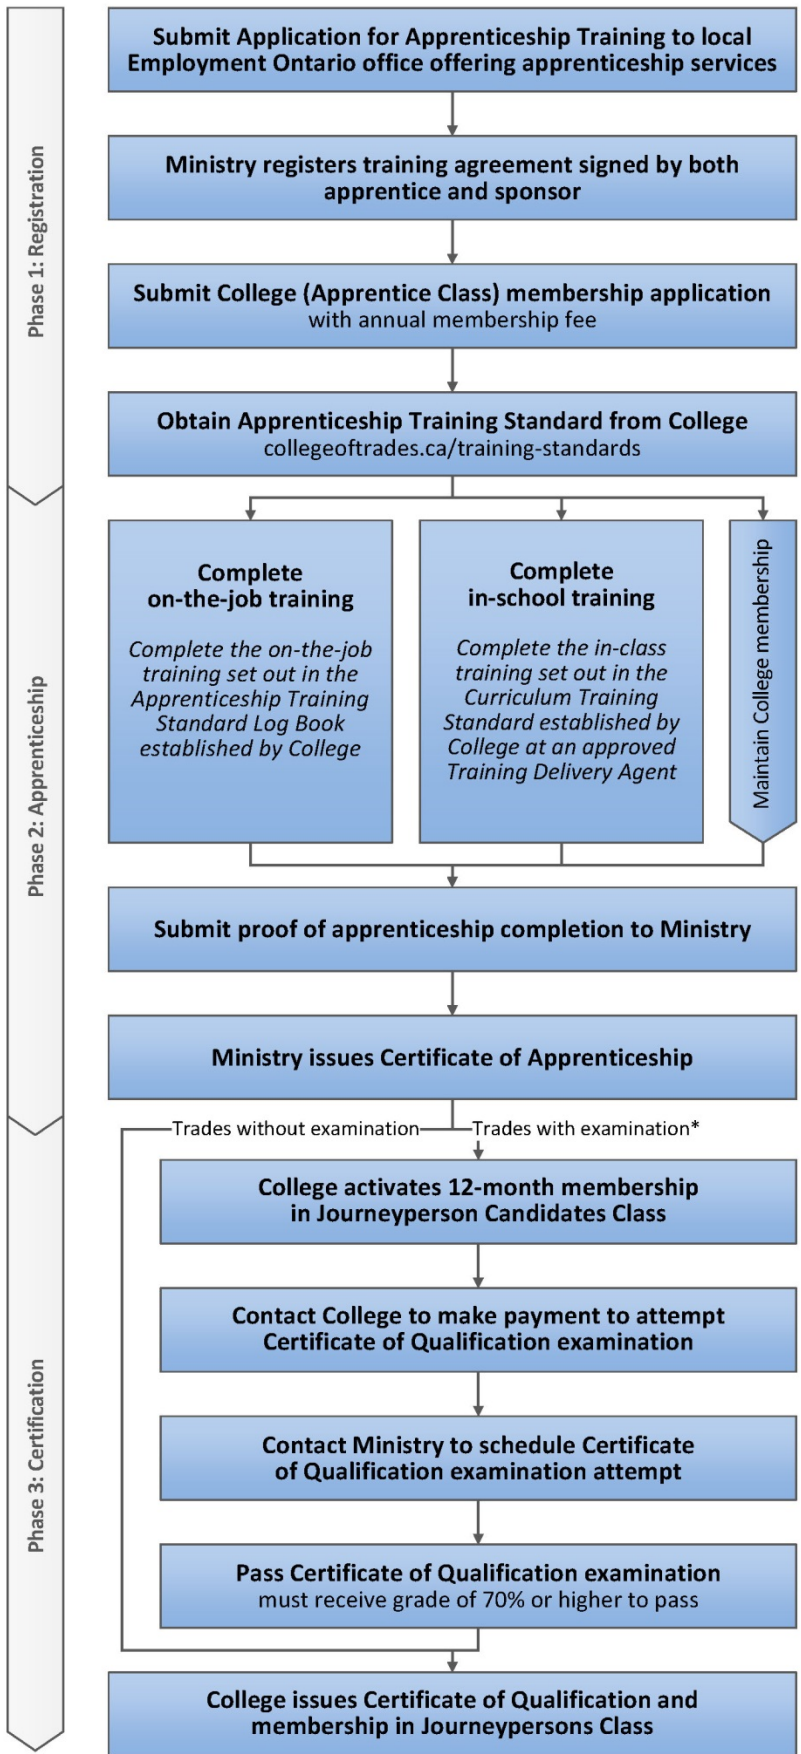 Phase 1: Registration
Submit Application for Apprenticeship Training to local
Employment Ontario office offering apprenticeship services
Ministry registers training agreement signed by both
apprentice and sponsor
Submit College (Apprentice Class) membership application
with annual membership fee
Obtain Apprenticeship Training Standard from College
collegeoftrades.ca/training-standards
Phase 2: Apprenticeship
Complete
on-the-job training
Complete the on-the-job
training set out in the
Apprenticeship Training
Standard Log Book
established by College
Complete
in-school training
Complete the in-class
training set out in the
Curriculum Training
Standard established by
College at an approved
Training Delivery Agent
Maintain College membership
Submit proof of apprenticeship completion to Ministry
Ministry issues Certificate of Apprenticeship
Phase 3: Certification
Trades without examination
Trades with examination*
College activates 12-month membership
in Journeyperson Candidates Class
Contact College to make payment to attempt
Certificate of Qualification examination
Contact Ministry to schedule Certificate
of Qualification examination attempt
Pass Certificate of Qualification examination
must receive grade of 70% or higher to pass
College issues Certificate of Qualification and
membership in Journeypersons Class